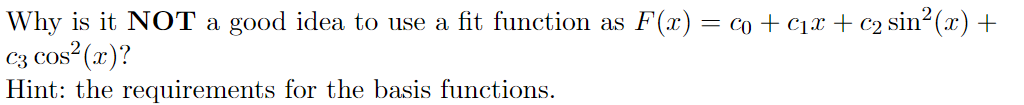 Why is it NOT a good idea to use a fit function as F(x) = c₀ + c₁x + c₂ sin²(x) +
c₃ cos²(x)?
Hint: the requirements for the basis functions.